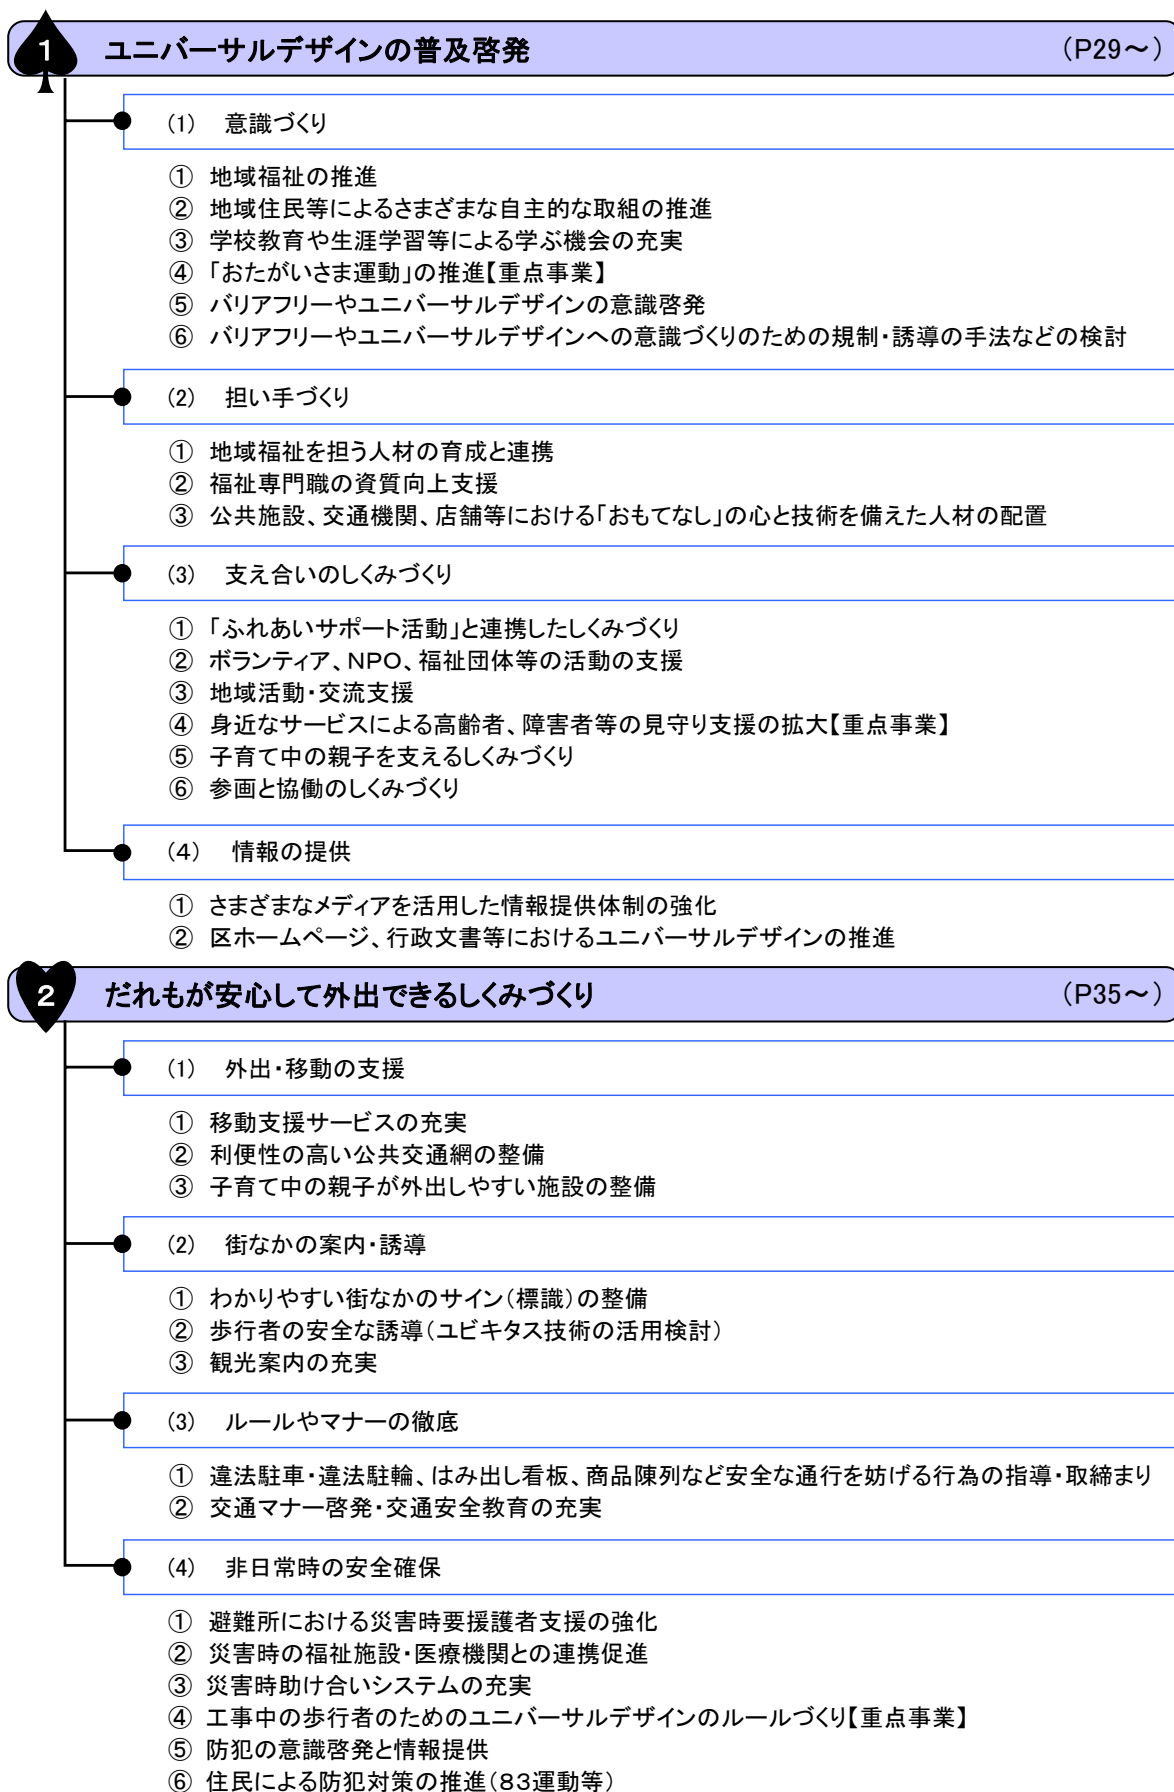 1 ユニバーサルデザインの普及啓発 (P29～)
(1) 意識づくり
① 地域福祉の推進
② 地域住民等によるさまざまな自主的な取組の推進
③ 学校教育や生涯学習等による学ぶ機会の充実
④ 「おたがいさま運動」の推進【重点事業】
⑤ バリアフリーやユニバーサルデザインの意識啓発
⑥ バリアフリーやユニバーサルデザインへの意識づくりのための規制・誘導の手法などの検討
(2) 担い手づくり
① 地域福祉を担う人材の育成と連携
② 福祉専門職の資質向上支援
③ 公共施設、交通機関、店舗等における「おもてなし」の心と技術を備えた人材の配置
(3) 支え合いのしくみづくり
① 「ふれあいサポート活動」と連携したしくみづくり
② ボランティア、NPO、福祉団体等の活動の支援
③ 地域活動・交流支援
④ 身近なサービスによる高齢者、障害者等の見守り支援の拡大【重点事業】
⑤ 子育て中の親子を支えるしくみづくり
⑥ 参画と協働のしくみづくり
(4) 情報の提供
① さまざまなメディアを活用した情報提供体制の強化
② 区ホームページ、行政文書等におけるユニバーサルデザインの推進
2 だれもが安心して外出できるしくみづくり (P35～)
(1) 外出・移動の支援
① 移動支援サービスの充実
② 利便性の高い公共交通網の整備
③ 子育て中の親子が外出しやすい施設の整備
(2) 街なかの案内・誘導
① わかりやすい街なかのサイン(標識)の整備
② 歩行者の安全な誘導(ユビキタス技術の活用検討)
③ 観光案内の充実
(3) ルールやマナーの徹底
① 違法駐車・違法駐輪、はみ出し看板、商品陳列など安全な通行を妨げる行為の指導・取締まり
② 交通マナー啓発・交通安全教育の充実
(4) 非日常時の安全確保
① 避難所における災害時要援護者支援の強化
② 災害時の福祉施設・医療機関との連携促進
③ 災害時助け合いシステムの充実
④ 工事中の歩行者のためのユニバーサルデザインのルールづくり【重点事業】
⑤ 防犯の意識啓発と情報提供
⑥ 住民による防犯対策の推進(83運動等)